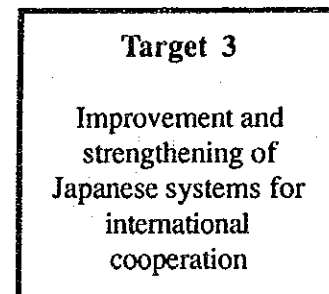 Target 3
Improvement and
strengthening of
Japanese systems for
international
cooperation